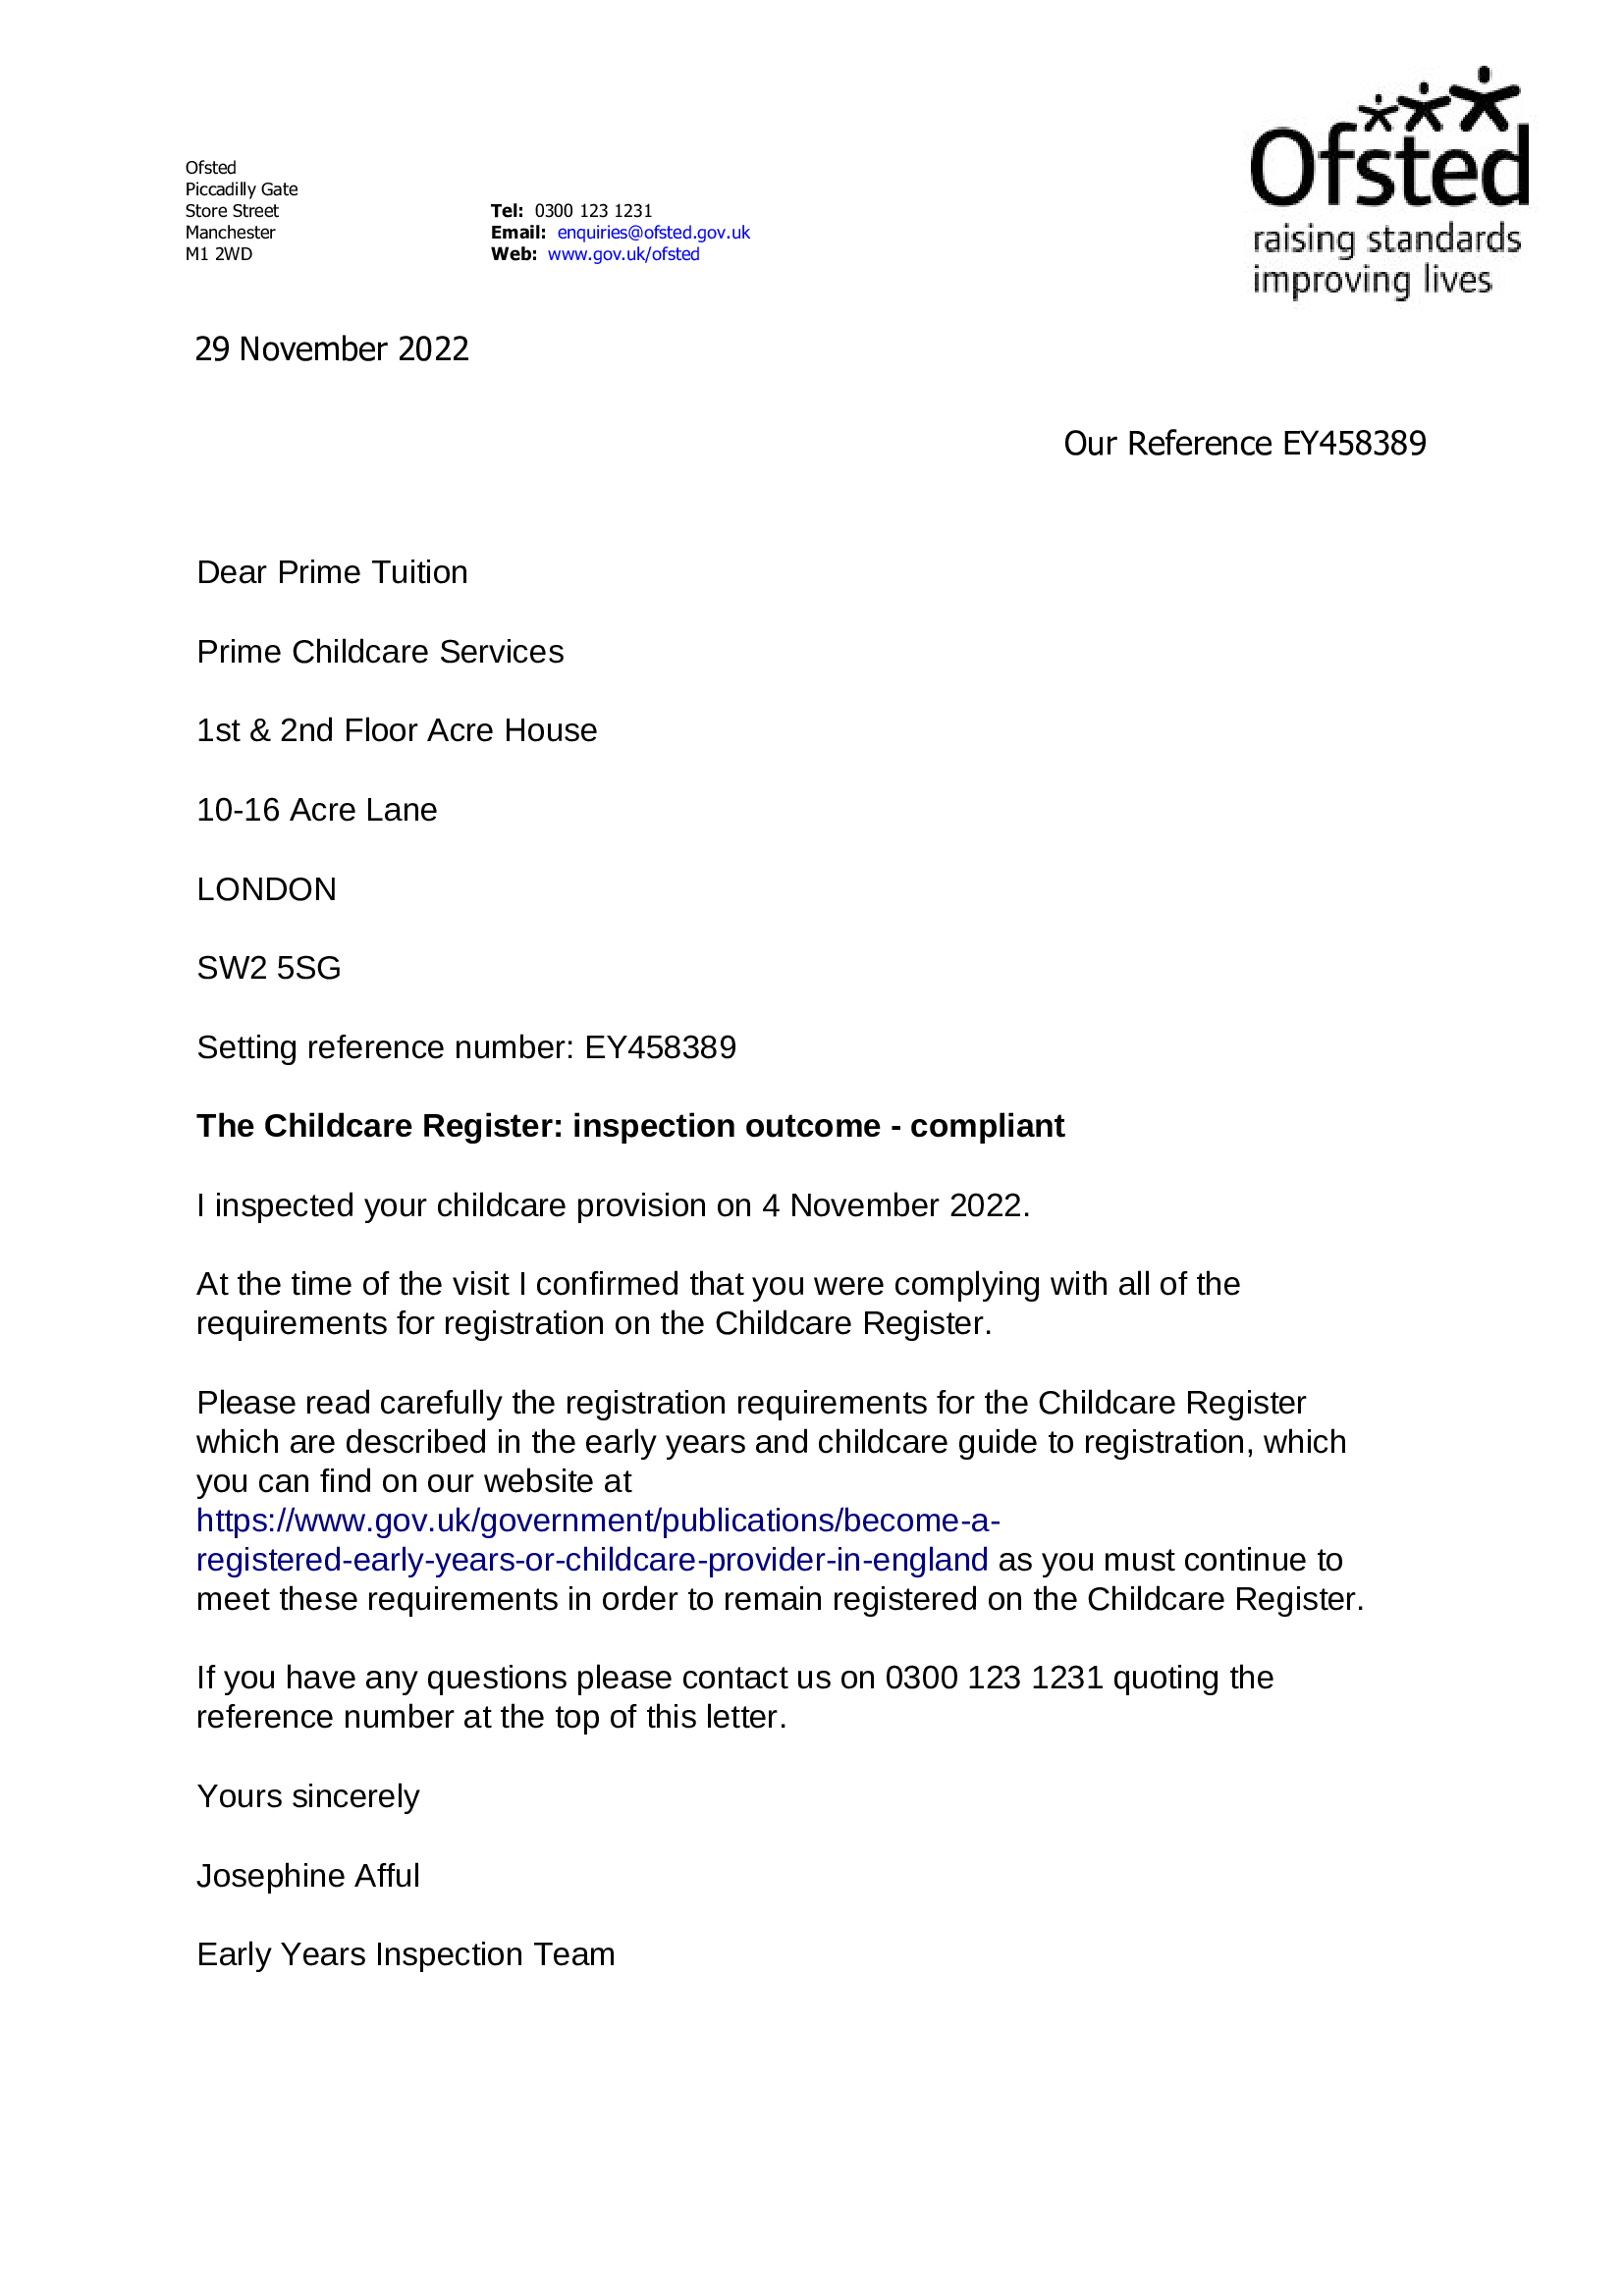 Ofsted
Piccadilly Gate
Store Street
Manchester
M1 2WD
Tel: 0300 123 1231
Email: enquiries@ofsted.gov.uk
Web: www.gov.uk/ofsted
Ofsted
raising standards
improving lives
29 November 2022
Our Reference EY458389
Dear Prime Tuition
Prime Childcare Services
1st & 2nd Floor Acre House
10-16 Acre Lane
LONDON
SW2 5SG
Setting reference number: EY458389
The Childcare Register: inspection outcome - compliant
I inspected your childcare provision on 4 November 2022.
At the time of the visit I confirmed that you were complying with all of the
requirements for registration on the Childcare Register.
Please read carefully the registration requirements for the Childcare Register
which are described in the early years and childcare guide to registration, which
you can find on our website at
https://www.gov.uk/government/publications/become-a-
registered-early-years-or-childcare-provider-in-england as you must continue to
meet these requirements in order to remain registered on the Childcare Register.
If you have any questions please contact us on 0300 123 1231 quoting the
reference number at the top of this letter.
Yours sincerely
Josephine Afful
Early Years Inspection Team